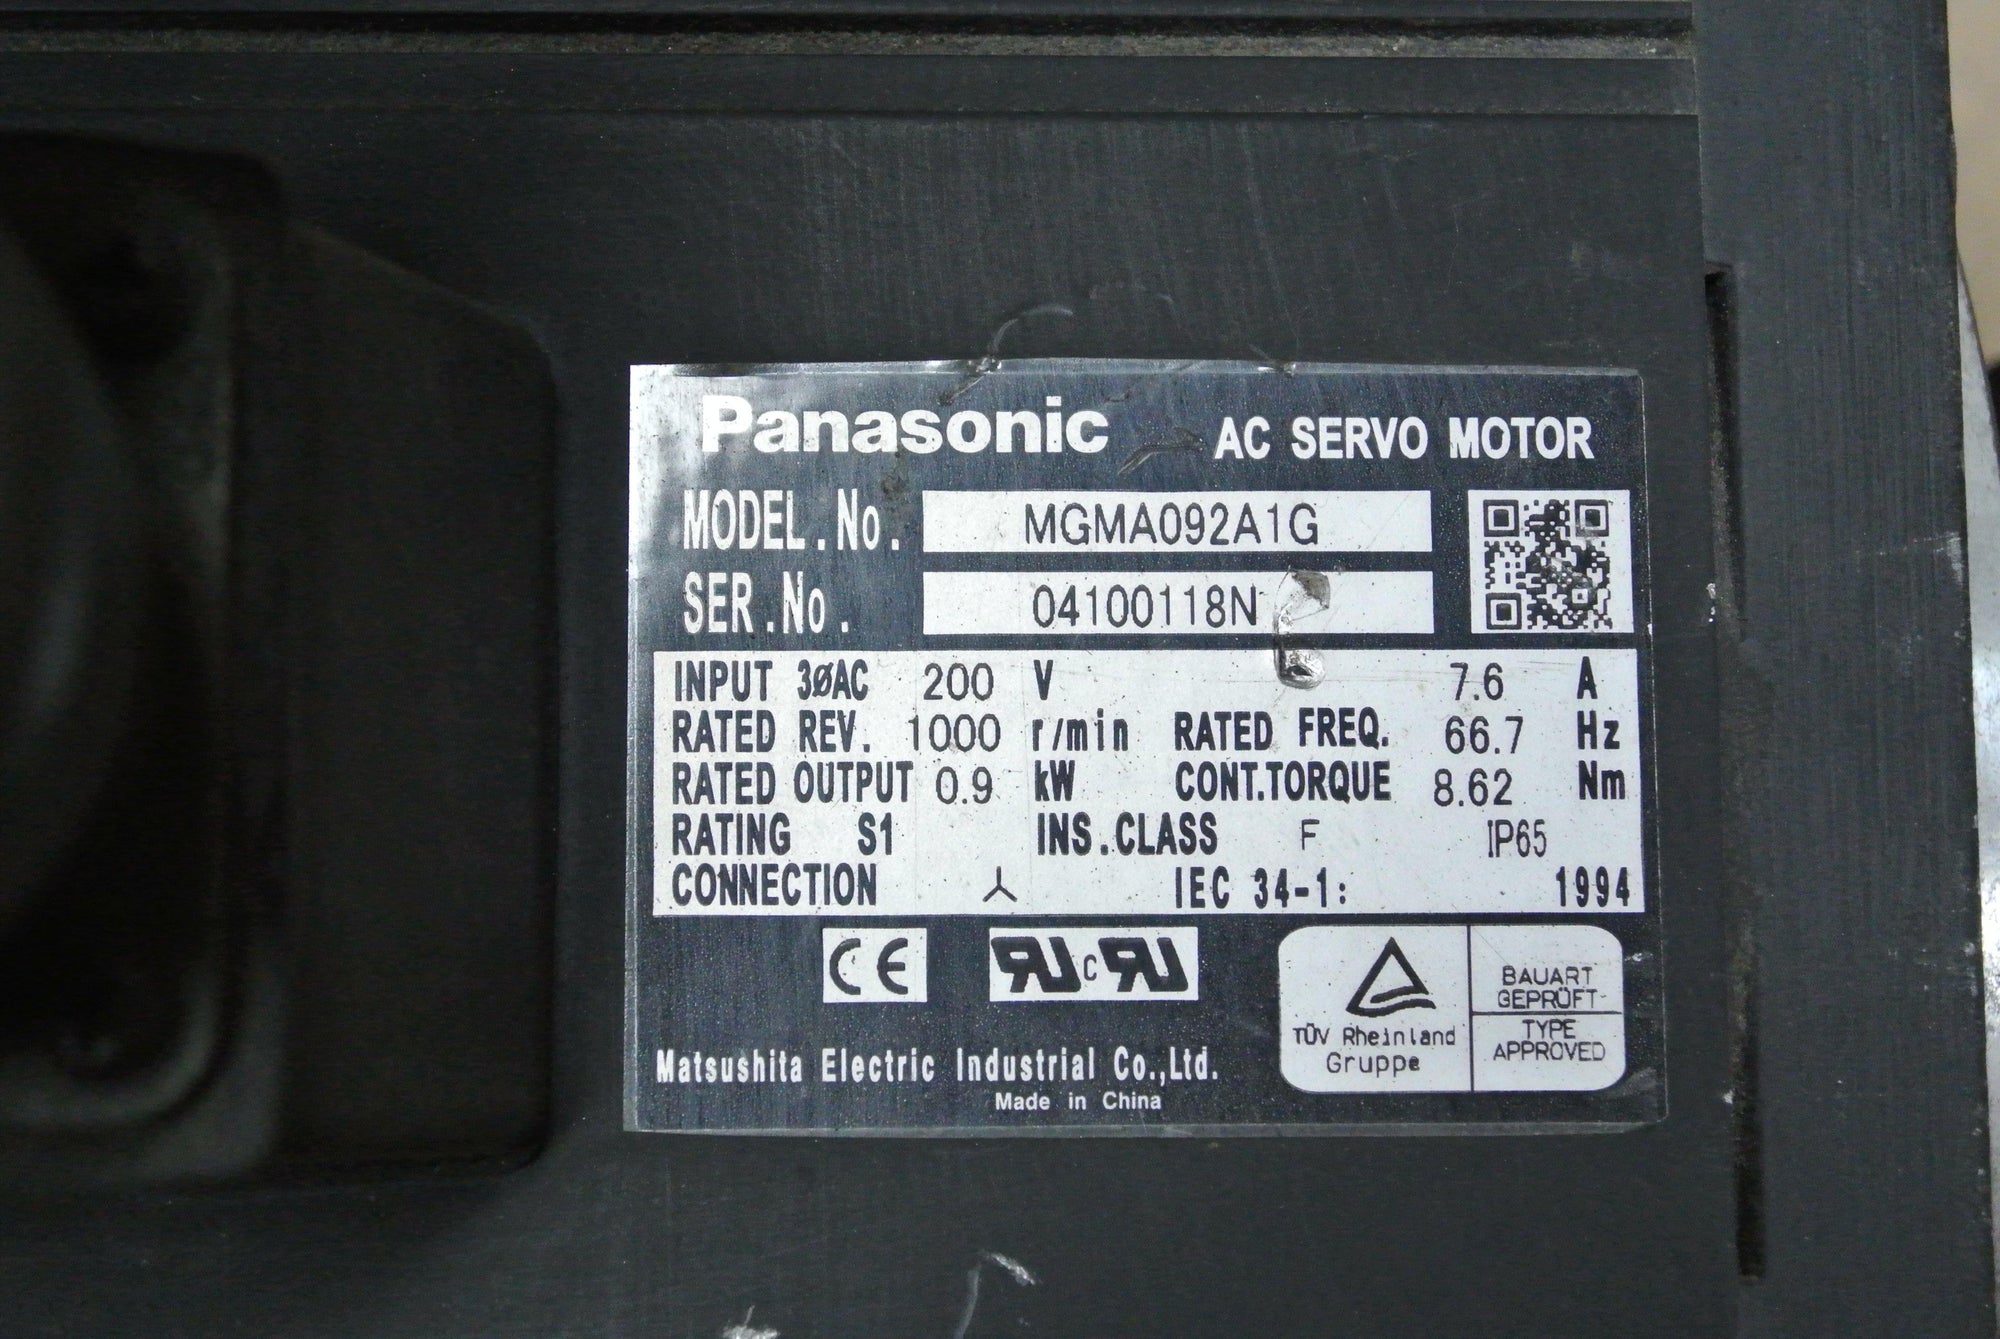 Panasonic AC SERVO MOTOR
MODEL.No. MGMA092A1G
SER.No. 04100118N
INPUT 3øAC 200 V 7.6 A
RATED REV. 1000 r/min RATED FREQ. 66.7 Hz
RATED OUTPUT 0.9 kW CONT.TORQUE 8.62 Nm
RATING S1 INS.CLASS F IP65
CONNECTION IEC 34-1: 1994
CE RU c RU
TÜV Rheinland
Gruppe
BAUART
GEPRÜFT
TYPE
APPROVED
Matsushita Electric Industrial Co.,Ltd.
Made in China